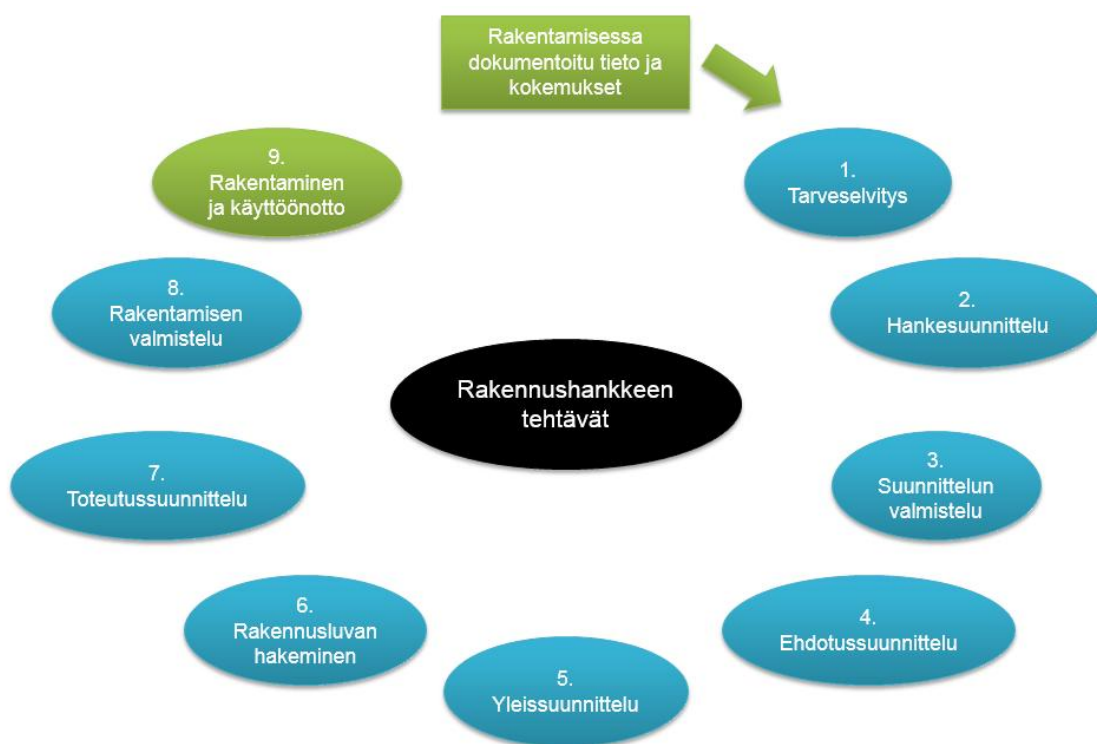 Rakentamisessa
dokumentoitu tieto ja
kokemukset
1.
Tarveselvitys
2.
Hankesuunnittelu
3.
Suunnittelun
valmistelu
4.
Ehdotussuunnittelu
5.
Yleissuunnittelu
6.
Rakennusluvan
hakeminen
7.
Toteutussuunnittelu
8.
Rakentamisen
valmistelu
9.
Rakentaminen
ja käyttöönotto
Rakennushankkeen
tehtävät